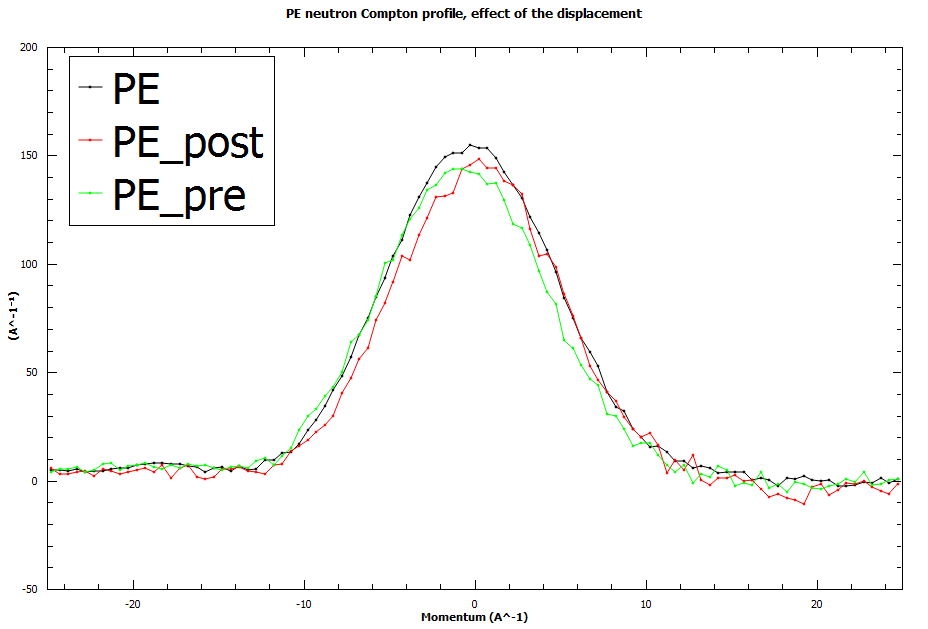 PE neutron Compton profile, effect of the displacement
200
PE
PE_post
PE_pre
150
100
50
0
-50
(A^-1⁻¹)
-20
-10
0
10
20
Momentum (A^-1)